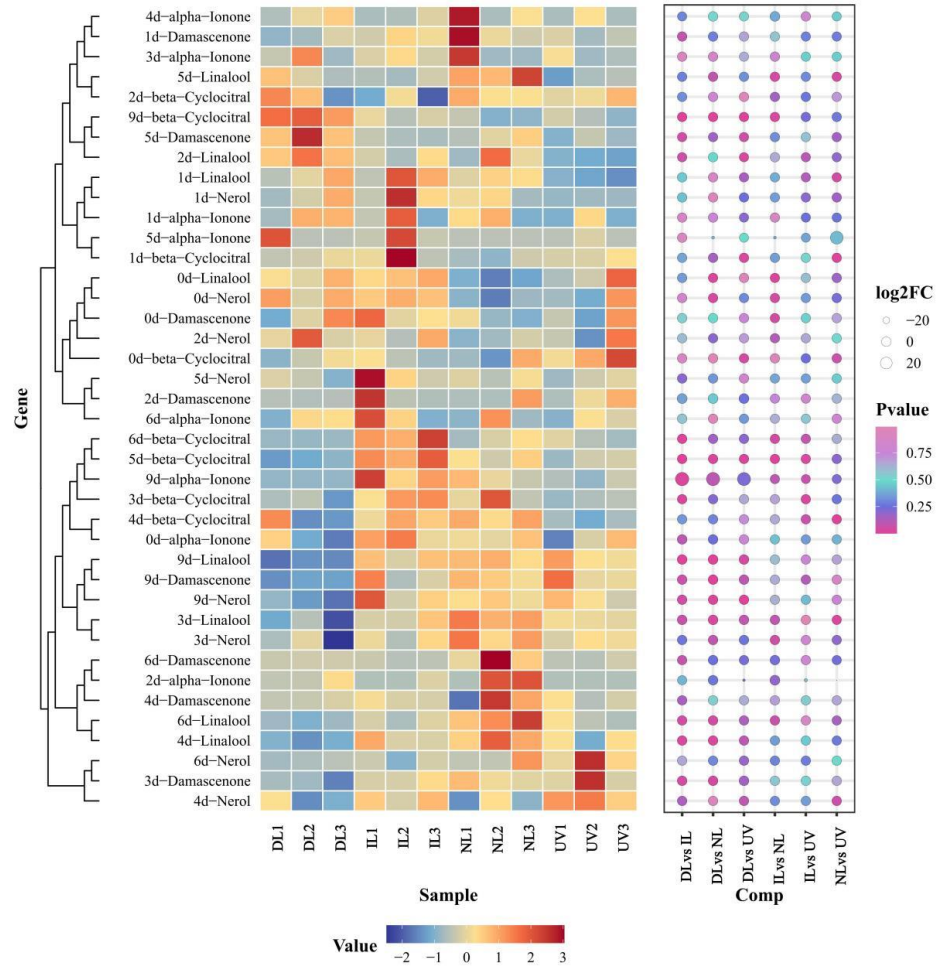 4d−alpha−Ionone
1d−Damascenone
3d−alpha−Ionone
5d−Linalool
2d−beta−Cyclocitral
9d−beta−Cyclocitral
5d−Damascenone
2d−Linalool
1d−Linalool
1d−Nerol
1d−alpha−Ionone
5d−alpha−Ionone
1d−beta−Cyclocitral
0d−Linalool
0d−Nerol
0d−Damascenone
2d−Nerol
0d−beta−Cyclocitral
5d−Nerol
2d−Damascenone
6d−alpha−Ionone
6d−beta−Cyclocitral
5d−beta−Cyclocitral
9d−alpha−Ionone
3d−beta−Cyclocitral
4d−beta−Cyclocitral
0d−alpha−Ionone
9d−Linalool
9d−Damascenone
9d−Nerol
3d−Linalool
3d−Nerol
6d−Damascenone
2d−alpha−Ionone
4d−Damascenone
6d−Linalool
4d−Linalool
6d−Nerol
3d−Damascenone
4d−Nerol
Gene
DL1 DL2 DL3 IL1 IL2 IL3 NL1 NL2 NL3 UV1 UV2 UV3
Sample
DLvs IL DLvs NL DLvs UV ILvs NL ILvs UV NLvs UV
Comp
log2FC
−20
0
20
Pvalue
0.75
0.50
0.25
Value
−2 −1 0 1 2 3